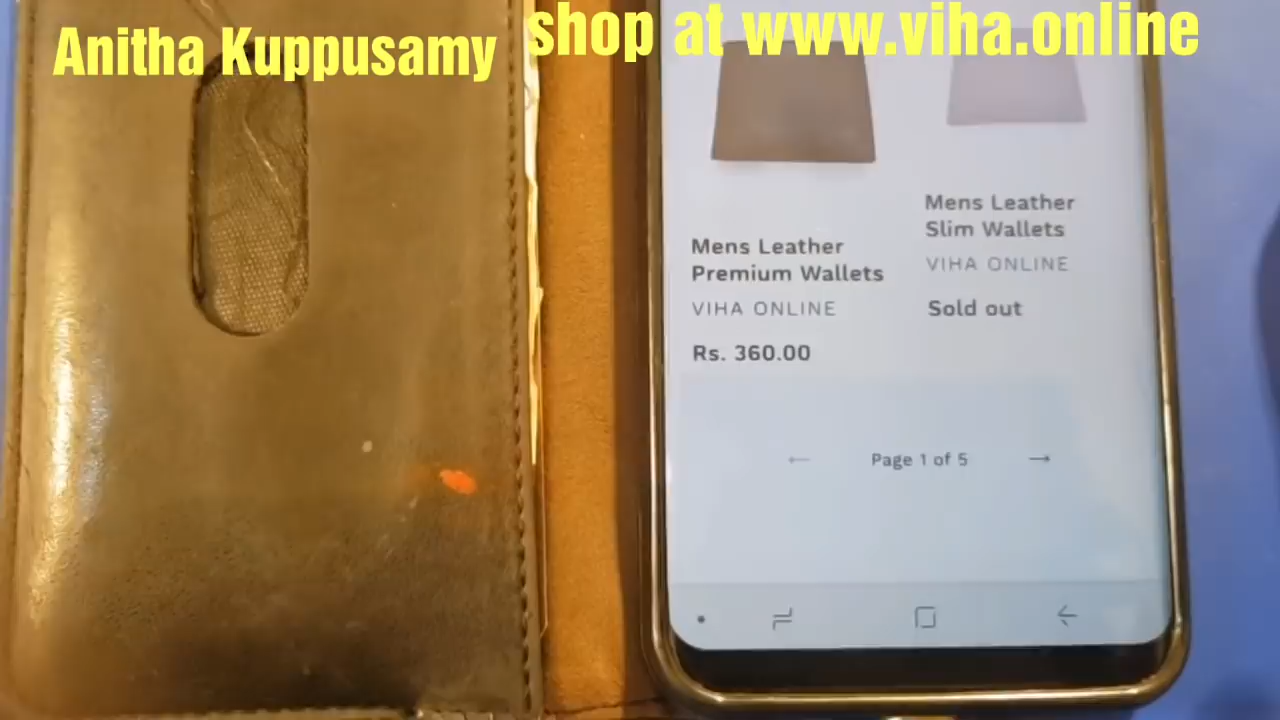 Anitha Kuppusamy
shop at www.viha.online
Mens Leather
Premium Wallets
VIHA ONLINE
Rs. 360.00
Mens Leather
Slim Wallets
VIHA ONLINE
Sold out
← Page 1 of 5 →